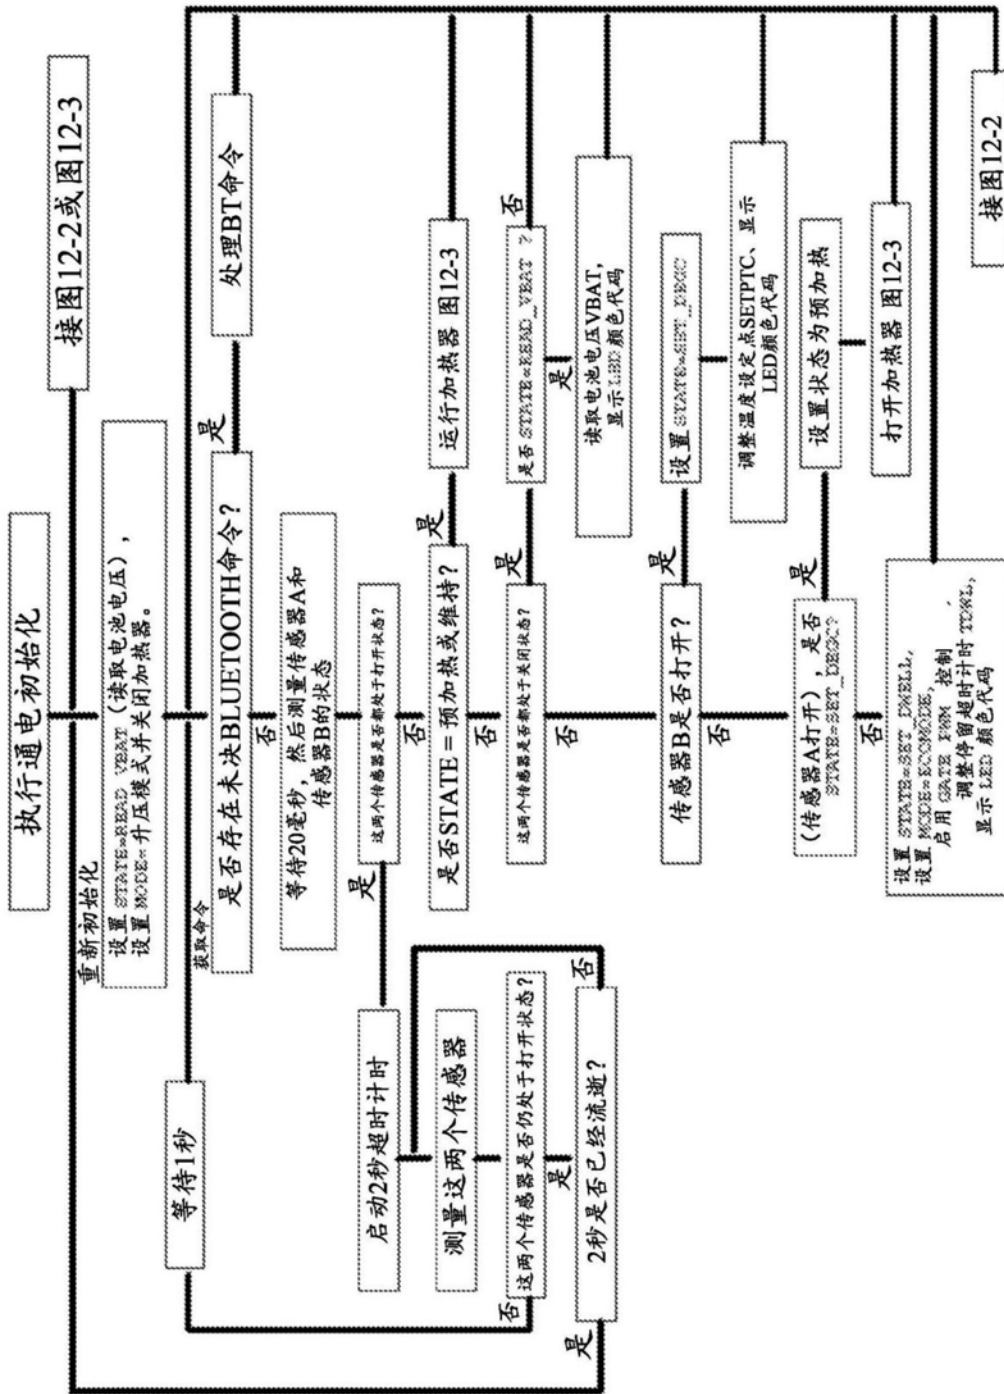 执行通电初始化
接图12-2或图12-3
重新初始化
设置 STATE=READ VBAT (读取电池电压),
设置 MODE= 升压模式并关闭加热器。
等待1秒
获取命令
是否存在未决BLUETOOTH命令?
是
处理BT命令
否
等待20毫秒, 然后测量传感器A和
传感器B的状态
启动2秒超时计时
是
这两个传感器是否都处于打开状态?
否
测量这两个传感器
是否STATE = 预加热或维持?
是
运行加热器 图12-3
否
这两个传感器是否仍处于打开状态?
否
是
这两个传感器是否都处于关闭状态?
是
是否 STATE=READ_VBAT ?
否
是
否
2秒是否已经流逝?
否
是
读取电池电压VBAT,
显示 LED 颜色代码
传感器B是否打开?
是
设置 STATE=SET_DEGC
否
调整温度设定点SETPTC、显示
LED颜色代码
(传感器A打开), 是否
STATE=SET_DEGC?
是
设置状态为预加热
否
打开加热器 图12-3
设置 STATE=SET_DWELL,
设置 MODE=ECOMODE,
启用 GATE PWM 控制 ,
调整停留超时计时 TDWL,
显示 LED 颜色代码
接图12-2